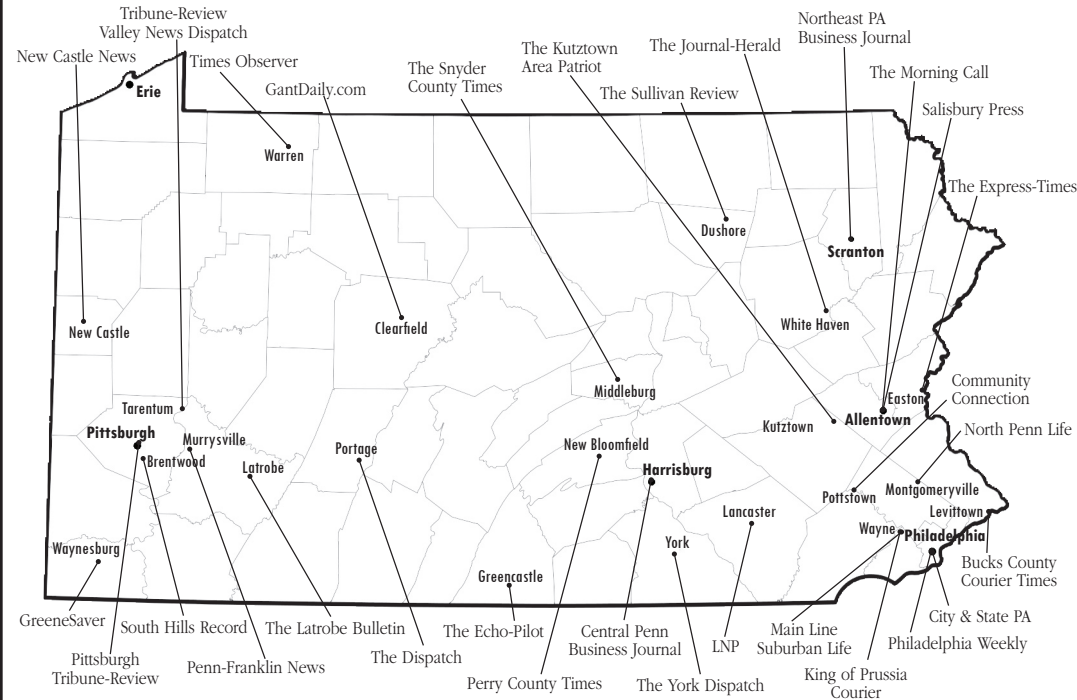 Tribune-Review
Valley News Dispatch
New Castle News
Times Observer
GantDaily.com
The Snyder
County Times
The Kutztown
Area Patriot
The Journal-Herald
The Sullivan Review
Northeast PA
Business Journal
The Morning Call
Salisbury Press
The Express-Times
Erie
Warren
Dushore
Scranton
New Castle
Clearfield
White Haven
Middleburg
Easton
Community
Connection
Tarentum
Kutztown
Allentown
North Penn Life
Pittsburgh
Murrysville
Brentwood
Latrobe
Portage
New Bloomfield
Harrisburg
Pottstown
Montgomeryville
Levittown
Lancaster
Wayne
Philadelphia
York
Waynesburg
Greencastle
Bucks County
Courier Times
GreeneSaver
South Hills Record
The Latrobe Bulletin
The Echo-Pilot
Central Penn
Business Journal
LNP
Main Line
Suburban Life
City & State PA
Philadelphia Weekly
Pittsburgh
Tribune-Review
Penn-Franklin News
The Dispatch
Perry County Times
The York Dispatch
King of Prussia
Courier